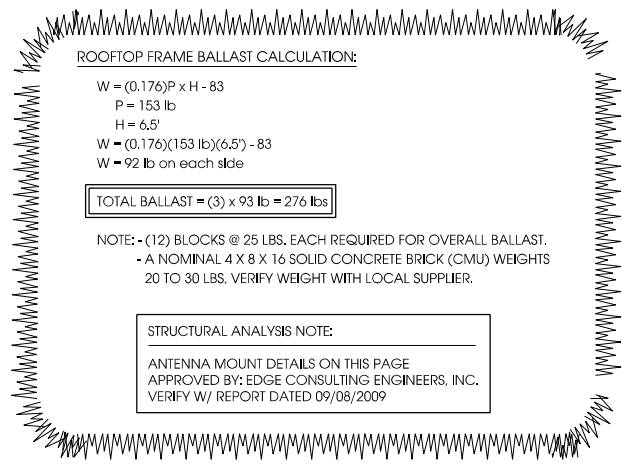 ROOFTOP FRAME BALLAST CALCULATION:
W = (0.176)P x H - 83
P = 153 lb
H = 6.5'
W = (0.176)(153 lb)(6.5') - 83
W = 92 lb on each side
TOTAL BALLAST = (3) x 93 lb = 276 lbs
NOTE: - (12) BLOCKS @ 25 LBS. EACH REQUIRED FOR OVERALL BALLAST.
- A NOMINAL 4 X 8 X 16 SOLID CONCRETE BRICK (CMU) WEIGHTS
20 TO 30 LBS, VERIFY WEIGHT WITH LOCAL SUPPLIER.
STRUCTURAL ANALYSIS NOTE:
ANTENNA MOUNT DETAILS ON THIS PAGE
APPROVED BY: EDGE CONSULTING ENGINEERS, INC.
VERIFY W/ REPORT DATED 09/08/2009